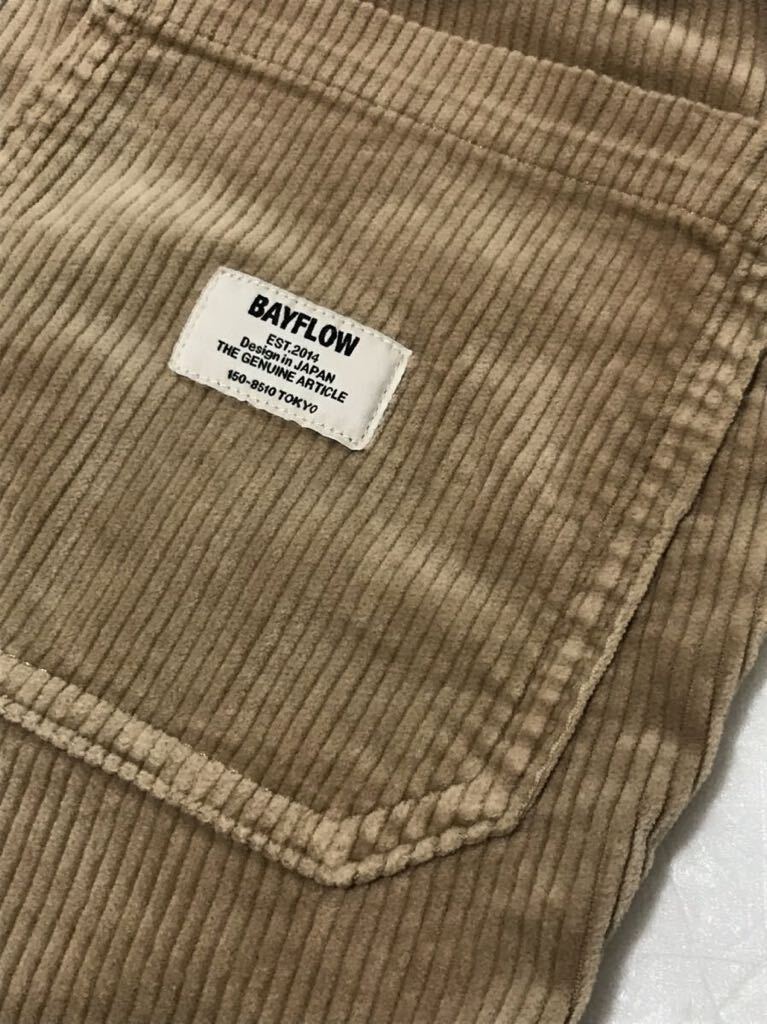 BAYFLOW
EST.2014
Design in JAPAN
THE GENUINE ARTICLE
150-8510 TOKYO